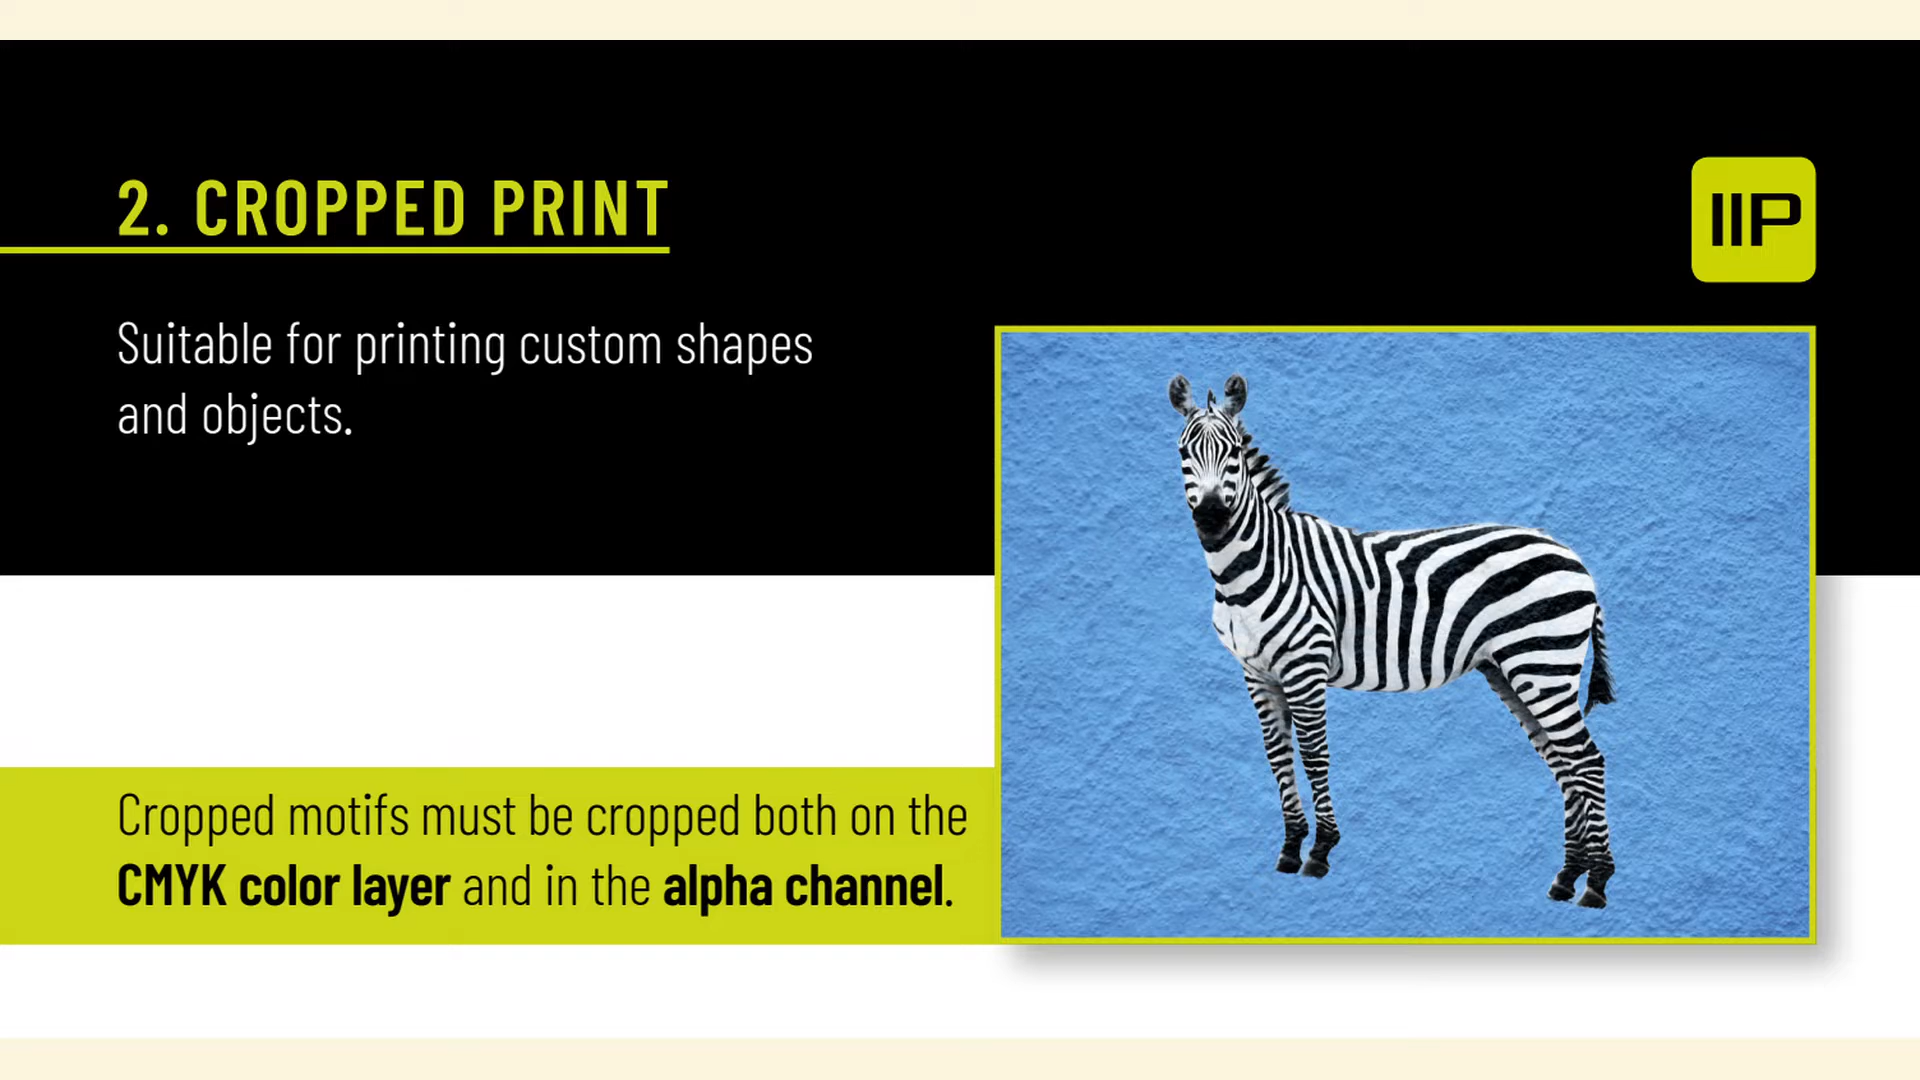 2. CROPPED PRINT
IIP
Suitable for printing custom shapes
and objects.
Cropped motifs must be cropped both on the
CMYK color layer and in the alpha channel.